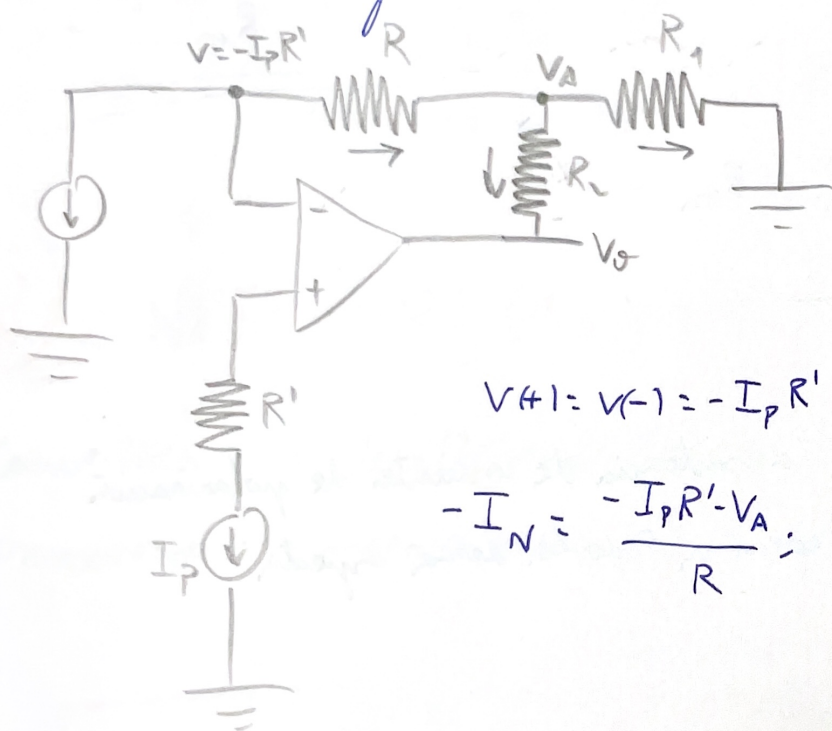 V=-IpR'
R
VA
R1
R2
-
+
Vo
R'
V(+)=V(-)=-IpR'
-IN = -IpR'-VA / R ;
Ip